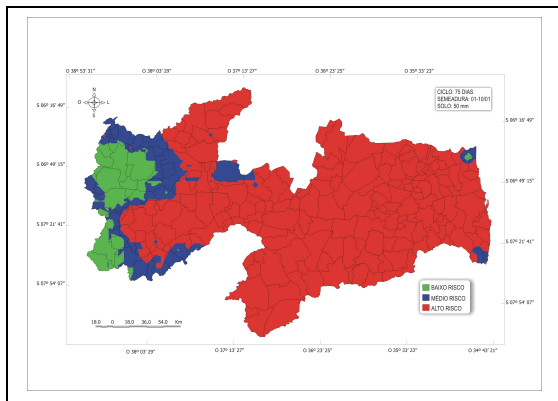 O 38º 53' 31" O 38º 03' 29" O 37º 13' 27" O 36º 23' 25" O 35º 33' 23"
CICLO: 75 DIAS
SEMEADURA: 01-10/01
SOLO: 50 mm
N
O L
S
S 06º 16' 49" S 06º 16' 49"
S 06º 49' 15" S 06º 49' 15"
S 07º 21' 41" S 07º 21' 41"
S 07º 54' 07" S 07º 54' 07"
BAIXO RISCO
MÉDIO RISCO
ALTO RISCO
18.0 0 18.0 36.0 54.0 Km
O 38º 03' 29" O 37º 13' 27" O 36º 23' 25" O 35º 33' 23" O 34º 43' 21"